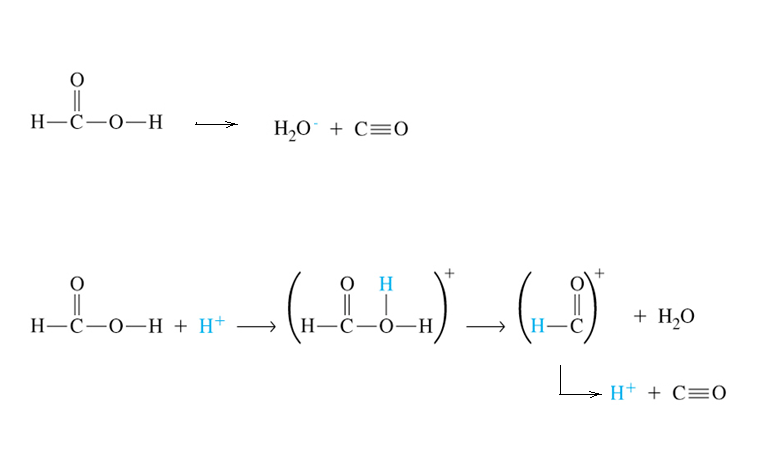 O
H—C—O—H ⟶ H₂O⁻ + C≡O
O O H + O +
H—C—O—H + H⁺ ⟶ ( H—C—O—H ) ⟶ ( H—C ) + H₂O
H⁺ + C≡O